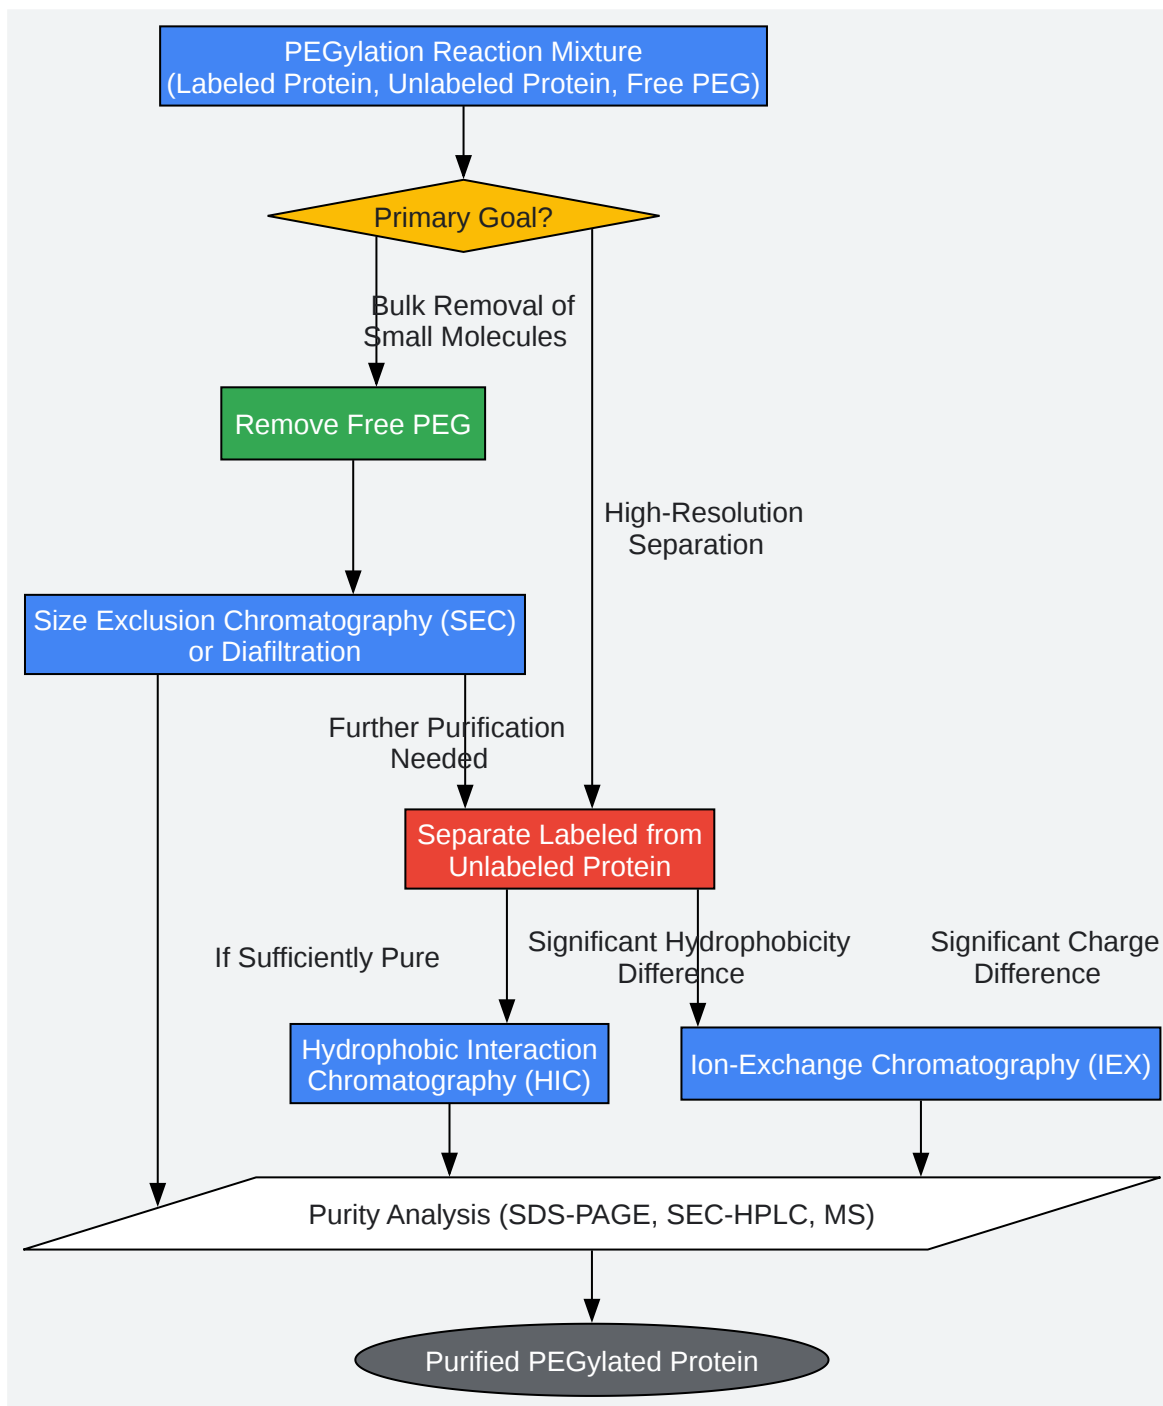 PEGylation Reaction Mixture
(Labeled Protein, Unlabeled Protein, Free PEG)
Primary Goal?
Bulk Removal of
Small Molecules
Remove Free PEG
High-Resolution
Separation
Size Exclusion Chromatography (SEC)
or Diafiltration
Further Purification
Needed
Separate Labeled from
Unlabeled Protein
If Sufficiently Pure
Significant Hydrophobicity
Difference
Significant Charge
Difference
Hydrophobic Interaction
Chromatography (HIC)
Ion-Exchange Chromatography (IEX)
Purity Analysis (SDS-PAGE, SEC-HPLC, MS)
Purified PEGylated Protein